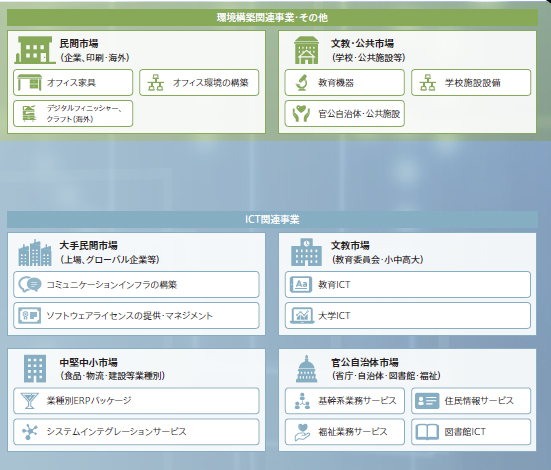 環境構築関連事業・その他
民間市場
（企業、印刷・海外）
オフィス家具
オフィス環境の構築
デジタルフィニッシャー、
クラフト（海外）
文教・公共市場
（学校・公共施設等）
教育機器
学校施設設備
官公自治体・公共施設
ICT関連事業
大手民間市場
（上場、グローバル企業等）
コミュニケーションインフラの構築
ソフトウェアライセンスの提供・マネジメント
文教市場
（教育委員会・小中高大）
Aa
教育ICT
大学ICT
中堅中小市場
（食品・物流・建設等業種別）
業種別ERPパッケージ
システムインテグレーションサービス
官公自治体市場
（省庁・自治体・図書館・福祉）
基幹系業務サービス
住民情報サービス
福祉業務サービス
図書館ICT